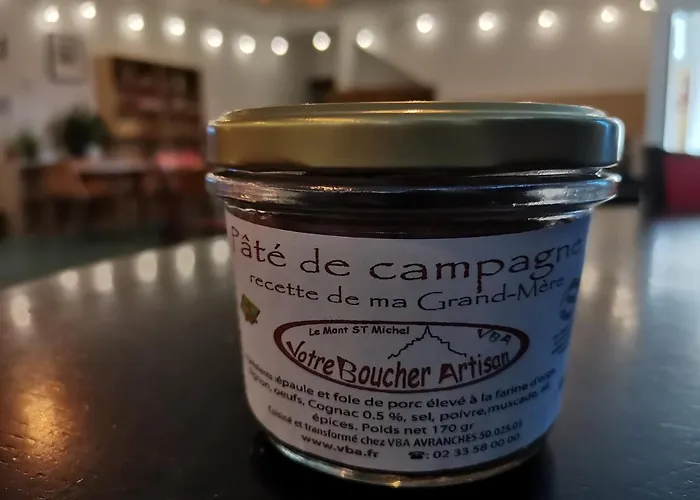 Pâté de campagne
recette de ma Grand-Mère
Le Mont ST Michel
VBA
Votre Boucher Artisan
épaule et foie de porc élevé à la farine
oeufs, Cognac 0.5 %, sel, poivre, muscade,
épices. Poids net 170 gr
Cuisiné et transformé chez VBA AVRANCHES 50.025.03
www.vba.fr ☎: 02 33 58 00 00